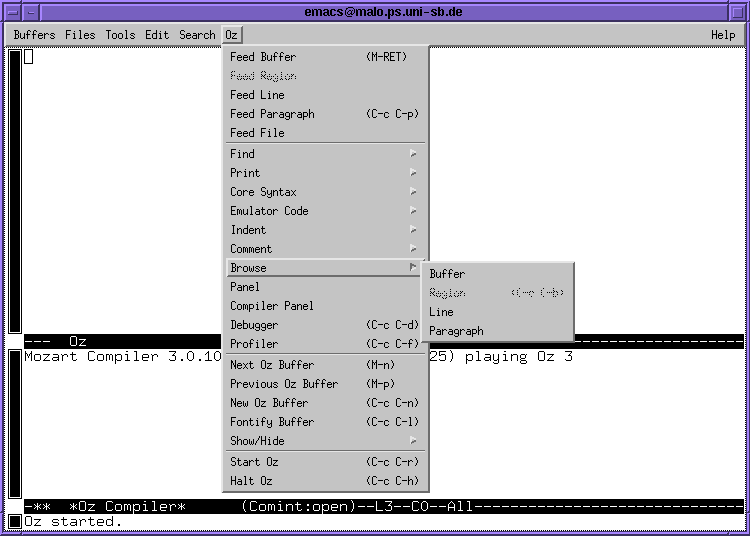 emacs@malo.ps.uni-sb.de
Buffers Files Tools Edit Search Oz Help
Feed Buffer (M-RET)
Feed Region
Feed Line
Feed Paragraph (C-c C-p)
Feed File
Find
Print
Core Syntax
Emulator Code
Indent
Comment
Browse
Buffer
Region (C-c C-b)
Line
Paragraph
Panel
Compiler Panel
Debugger (C-c C-d)
Profiler (C-c C-f)
Next Oz Buffer (M-n)
Previous Oz Buffer (M-p)
New Oz Buffer (C-c C-n)
Fontify Buffer (C-c C-l)
Show/Hide
Start Oz (C-c C-r)
Halt Oz (C-c C-h)
--- Oz
Mozart Compiler 3.0.10 25) playing Oz 3
-** *Oz Compiler* (Comint:open)--L3--C0--All
Oz started.